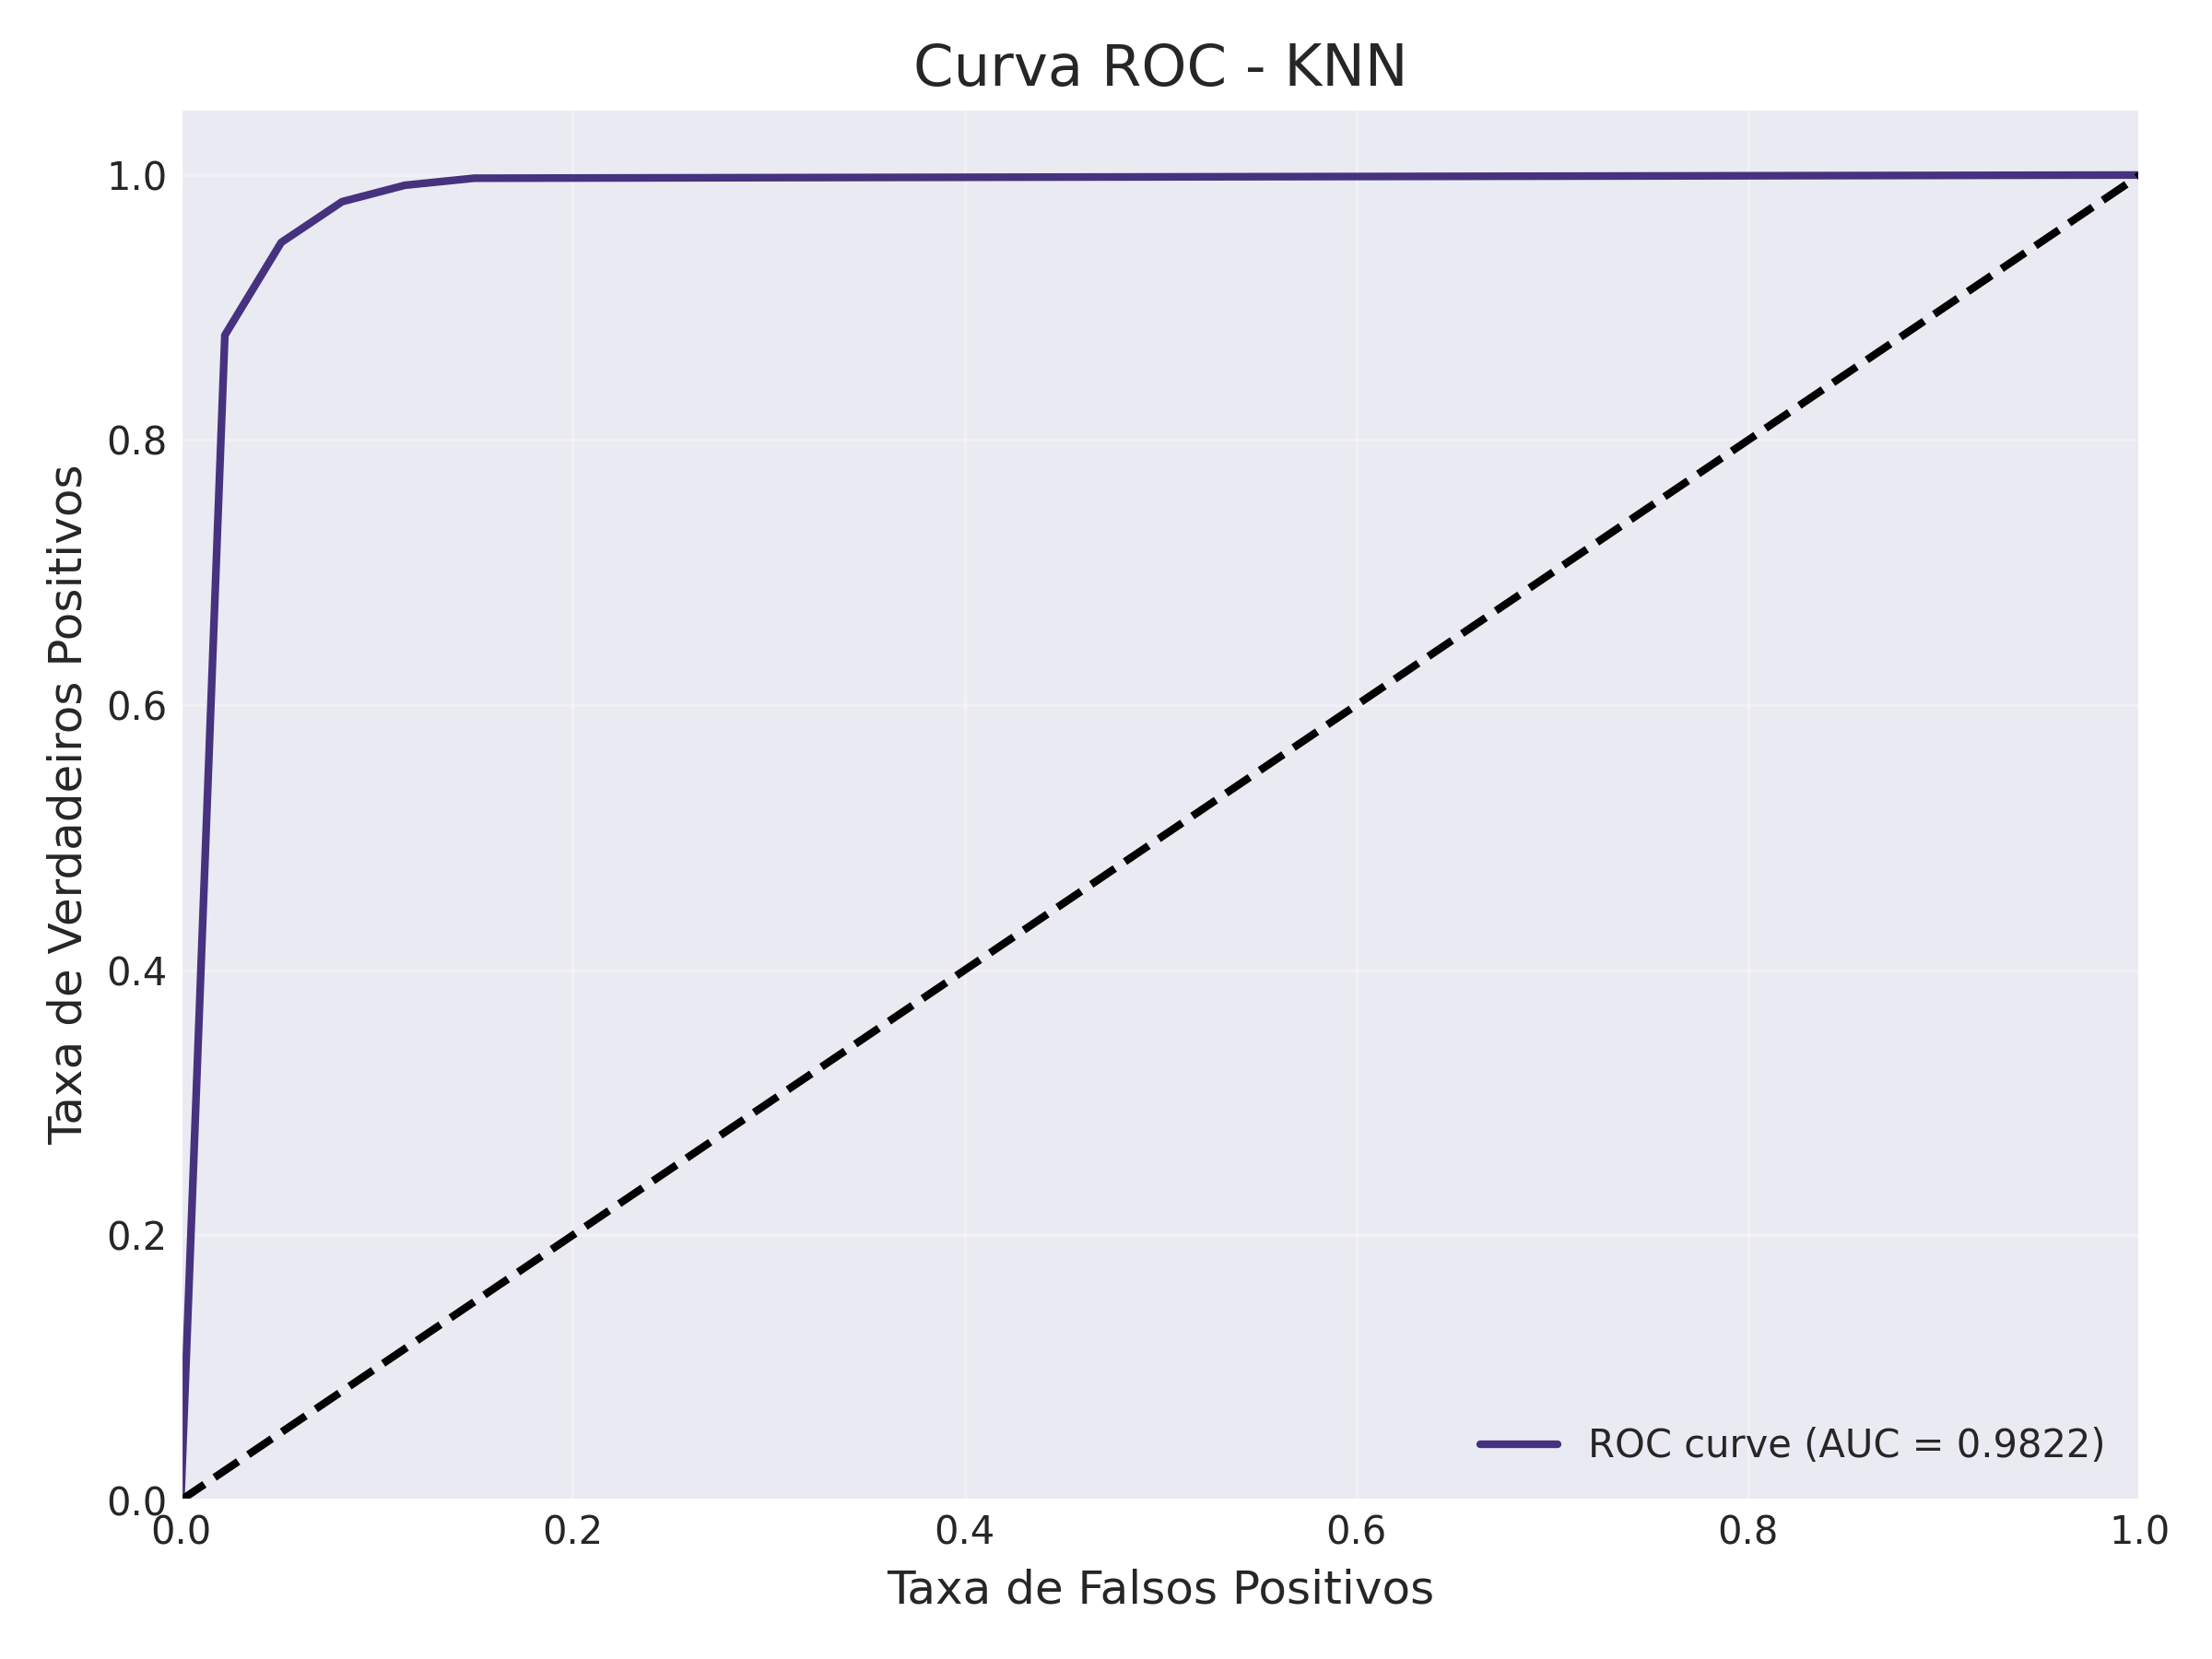 Curva ROC - KNN
Taxa de Verdadeiros Positivos
1.0
0.8
0.6
0.4
0.2
0.0
0.0 0.2 0.4 0.6 0.8 1.0
Taxa de Falsos Positivos
ROC curve (AUC = 0.9822)